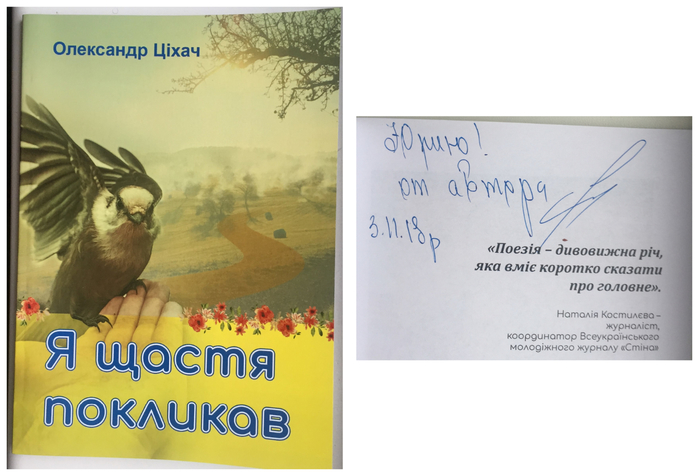 Олександр Ціхач
Я щастя
покликав
Юрию!
от автора
3.11.18р
«Поезія – дивовижна річ,
яка вміє коротко сказати
про головне».
Наталія Костилєва –
журналіст,
координатор Всеукраїнського
молодіжного журналу «Стіна»